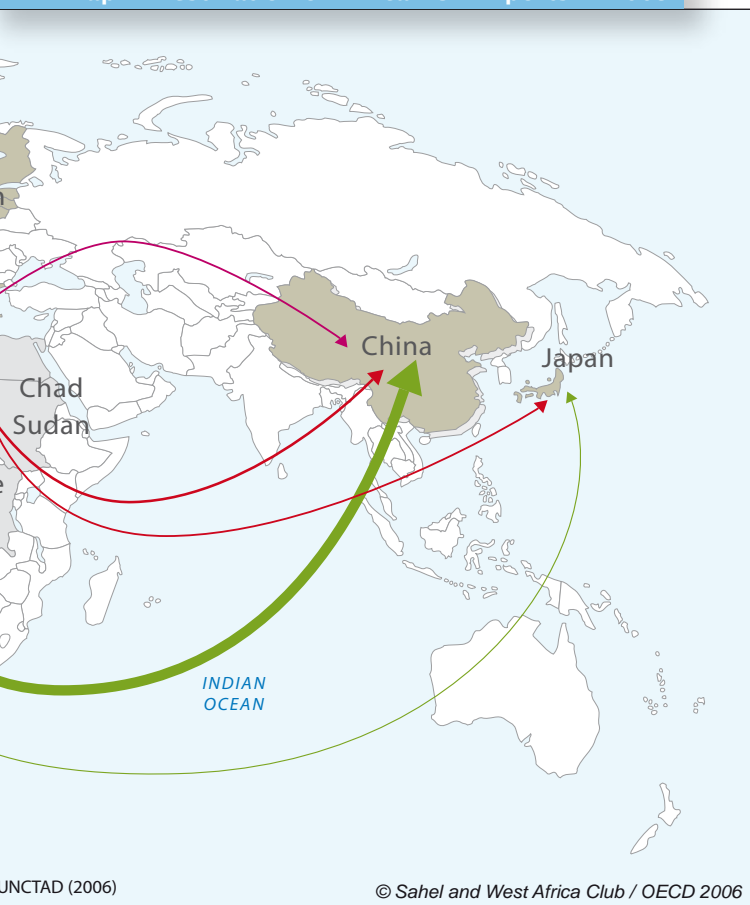 China
Japan
Chad
Sudan
INDIAN
OCEAN
UNCTAD (2006)
© Sahel and West Africa Club / OECD 2006